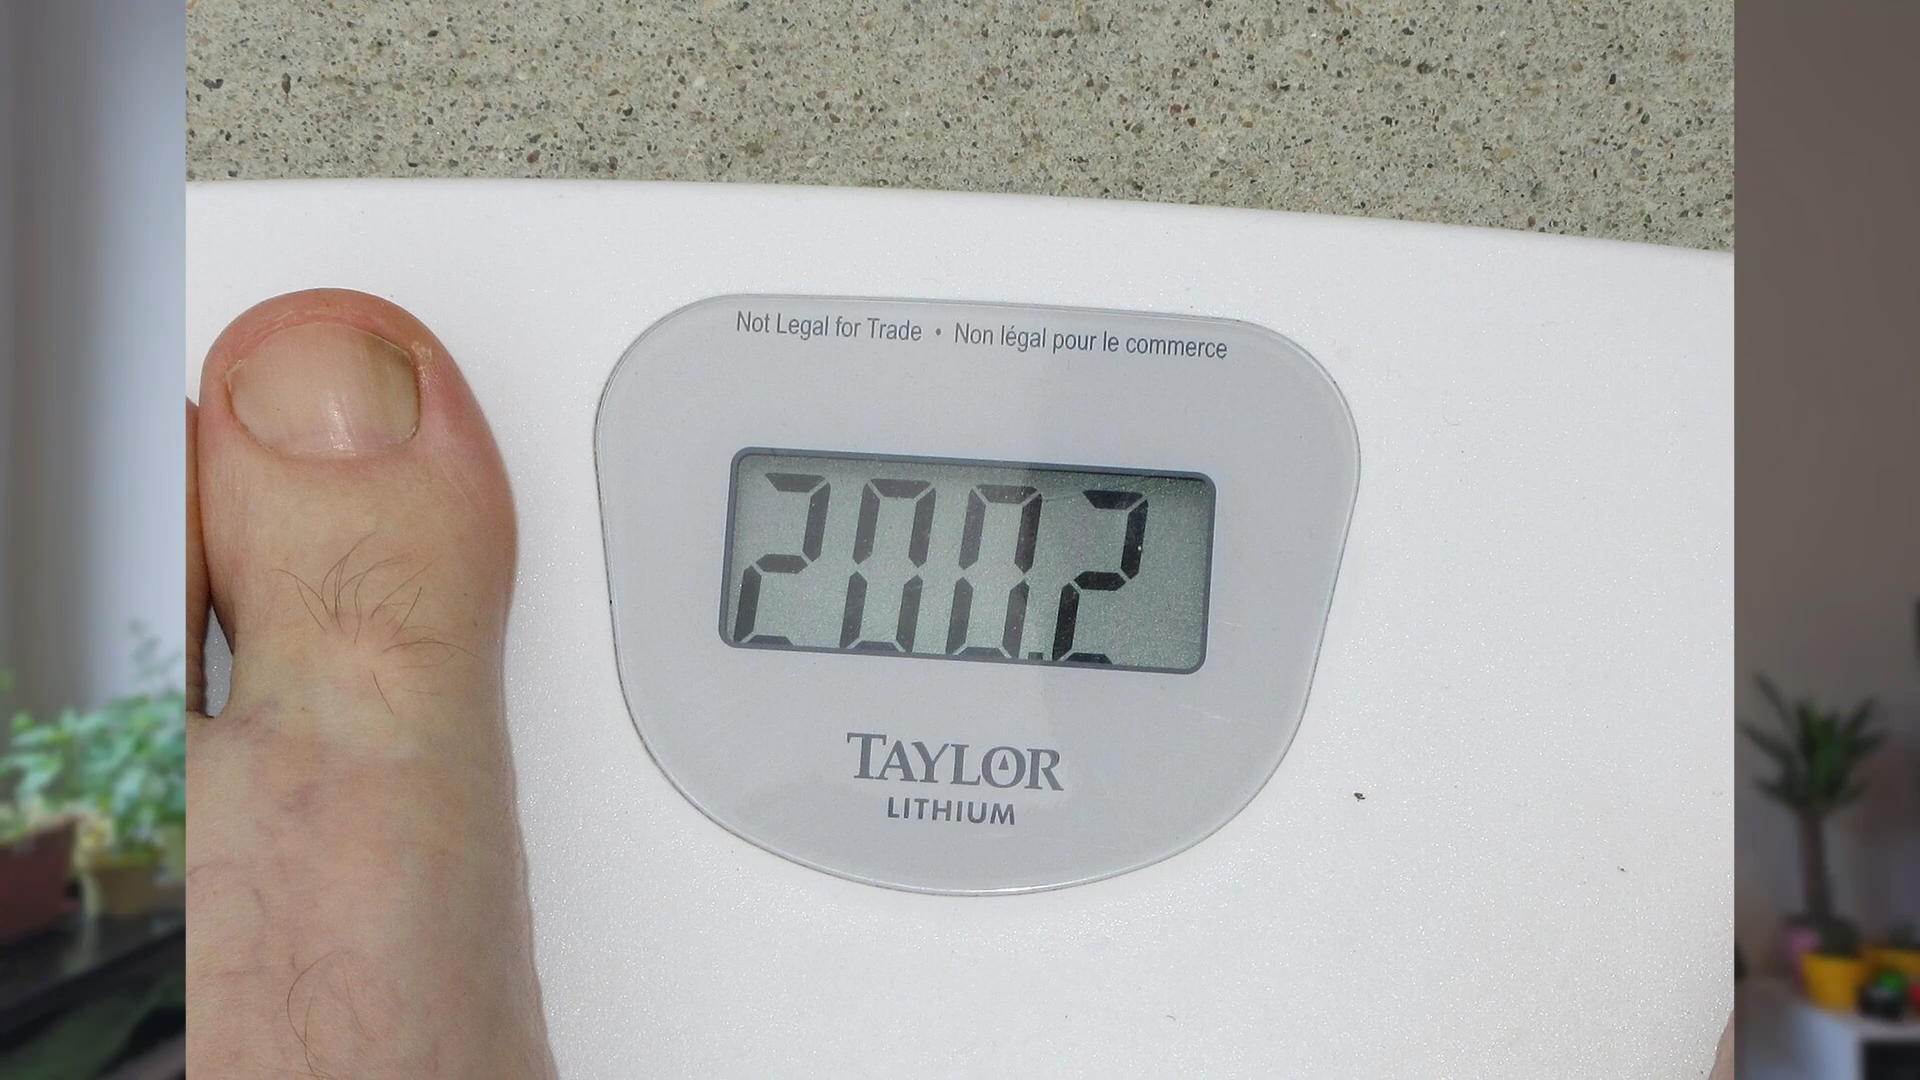 Not Legal for Trade • Non légal pour le commerce
200.2
TAYLOR
LITHIUM